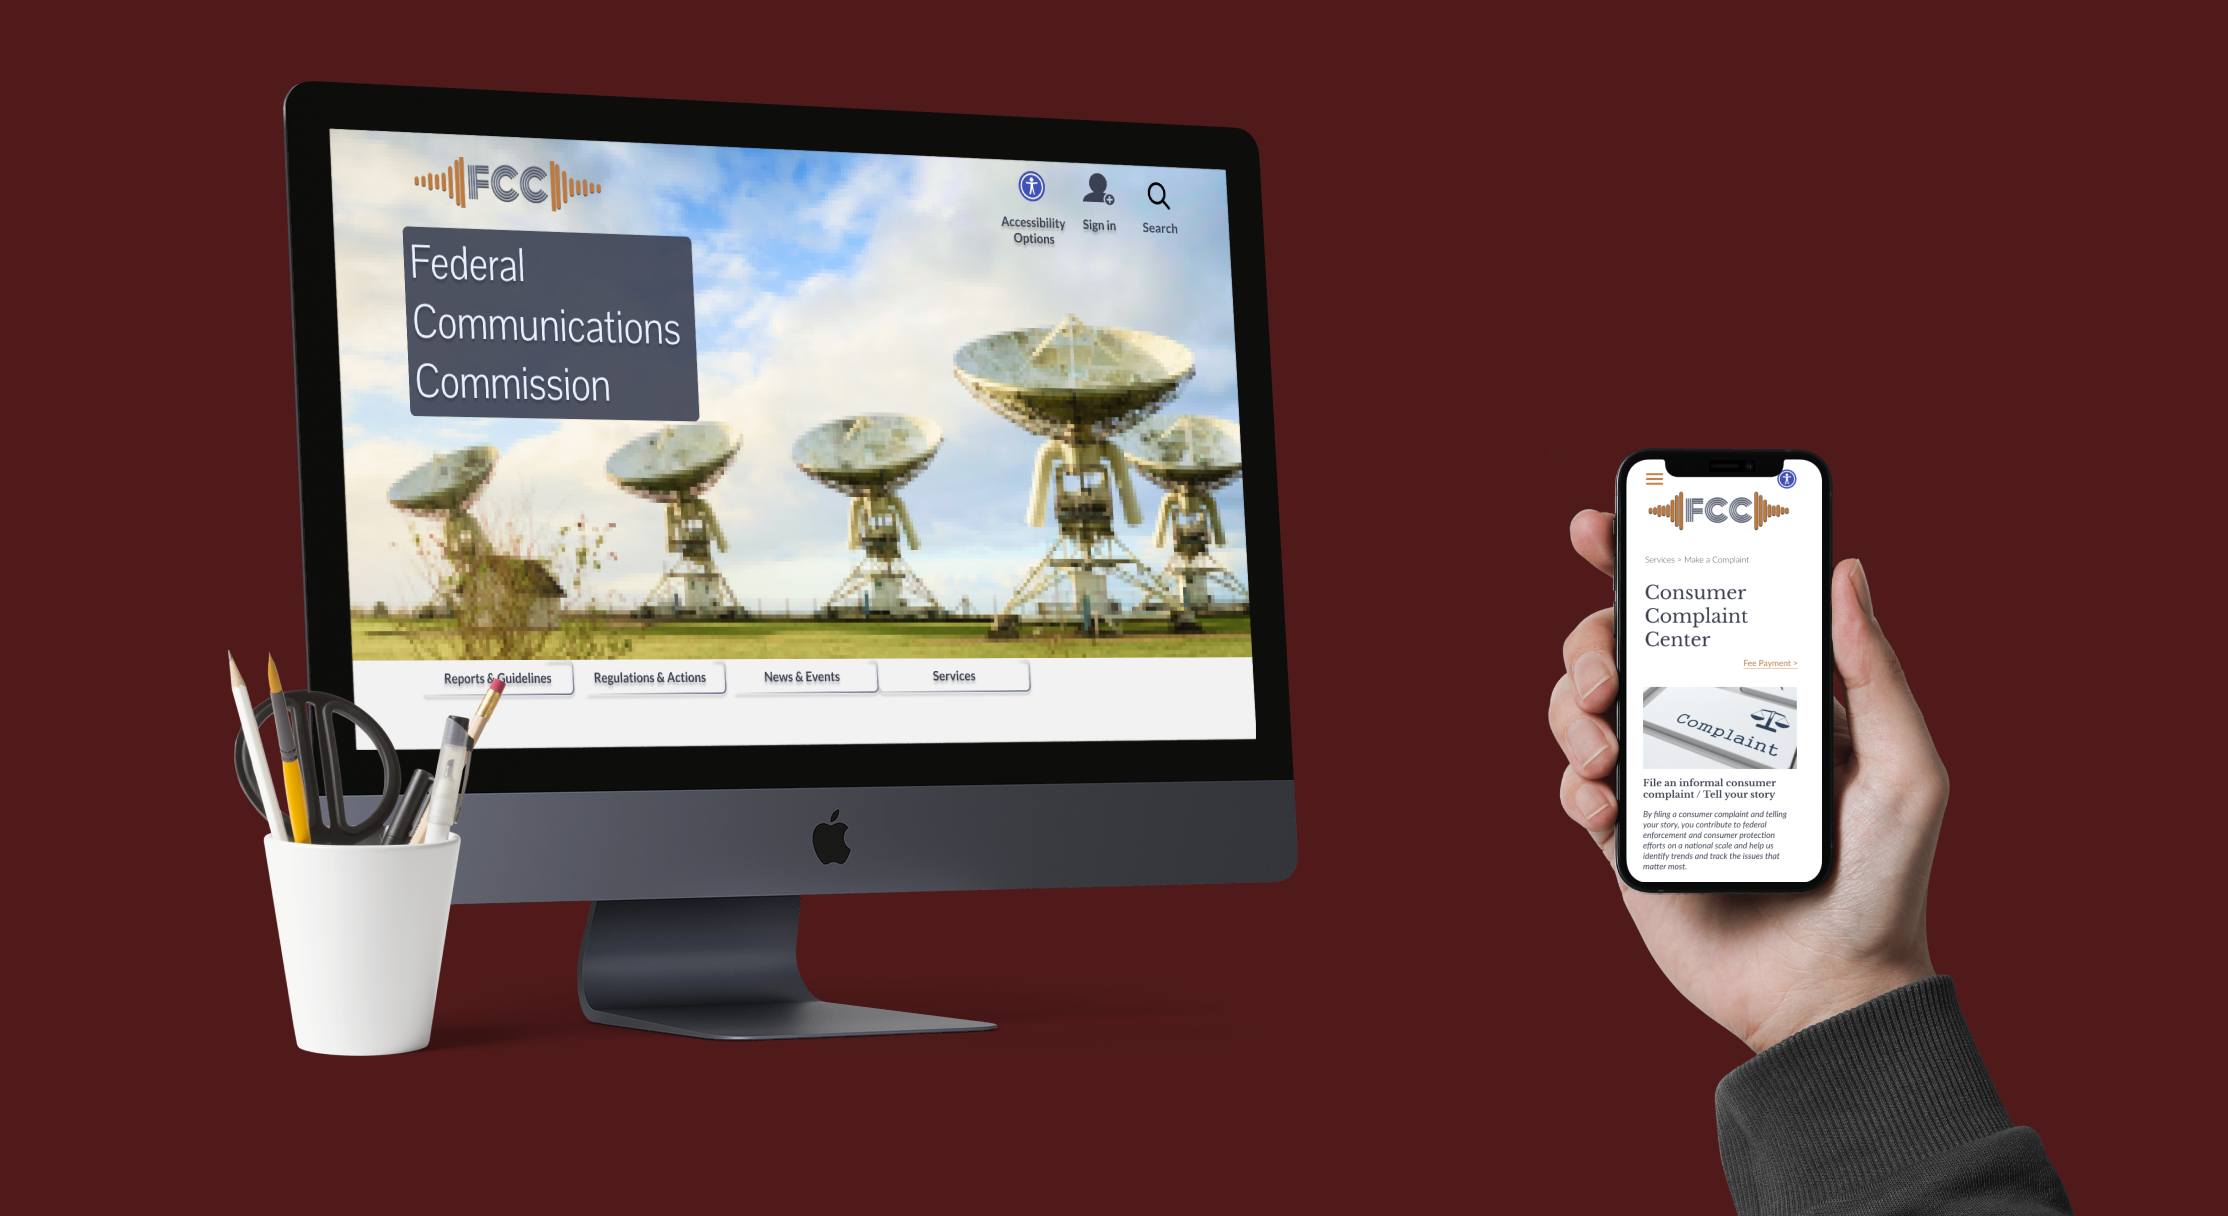 FCC
Federal
Communications
Commission
Accessibility
Options
Sign in
Search
Reports & Guidelines
Regulations & Actions
News & Events
Services
FCC
Services > Make a Complaint
Consumer
Complaint
Center
Fee Payment >
Complaint
File an informal consumer
complaint / Tell your story
By filing a consumer complaint and telling
your story, you contribute to federal
enforcement and consumer protection
efforts on a national scale and help us
identify trends and track the issues that
matter most.